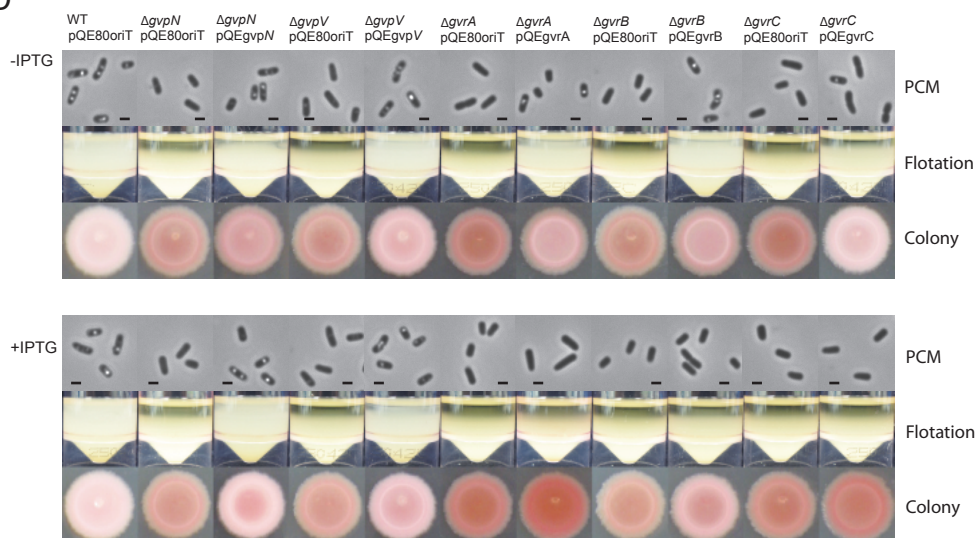 WT ΔgvpN ΔgvpN ΔgvpV ΔgvpV ΔgvrA ΔgvrA ΔgvrB ΔgvrB ΔgvrC ΔgvrC
pQE80oriT pQE80oriT pQEgvpN pQE80oriT pQEgvpV pQE80oriT pQEgvrA pQE80oriT pQEgvrB pQE80oriT pQEgvrC
-IPTG
PCM
Flotation
Colony
+IPTG
PCM
Flotation
Colony